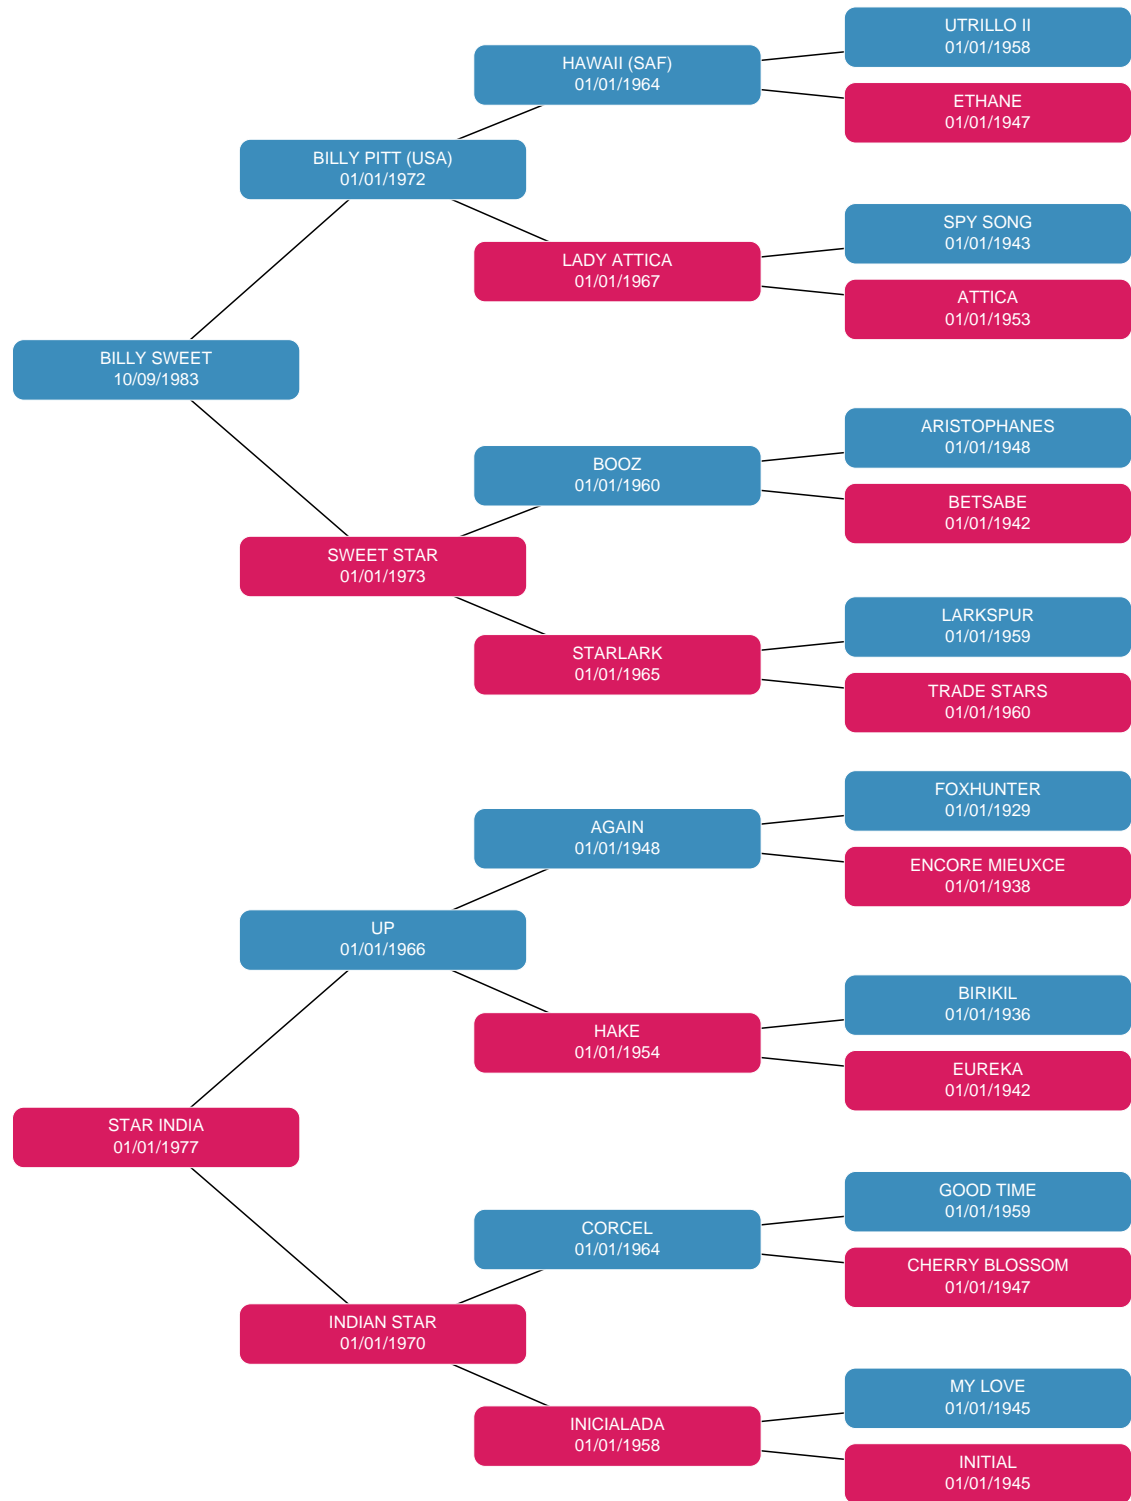 UTRILLO II
01/01/1958
HAWAII (SAF)
01/01/1964
ETHANE
01/01/1947
BILLY PITT (USA)
01/01/1972
SPY SONG
01/01/1943
LADY ATTICA
01/01/1967
ATTICA
01/01/1953
BILLY SWEET
10/09/1983
ARISTOPHANES
01/01/1948
BOOZ
01/01/1960
BETSABE
01/01/1942
SWEET STAR
01/01/1973
LARKSPUR
01/01/1959
STARLARK
01/01/1965
TRADE STARS
01/01/1960
FOXHUNTER
01/01/1929
AGAIN
01/01/1948
ENCORE MIEUXCE
01/01/1938
UP
01/01/1966
BIRIKIL
01/01/1936
HAKE
01/01/1954
EUREKA
01/01/1942
STAR INDIA
01/01/1977
GOOD TIME
01/01/1959
CORCEL
01/01/1964
CHERRY BLOSSOM
01/01/1947
INDIAN STAR
01/01/1970
MY LOVE
01/01/1945
INICIALADA
01/01/1958
INITIAL
01/01/1945